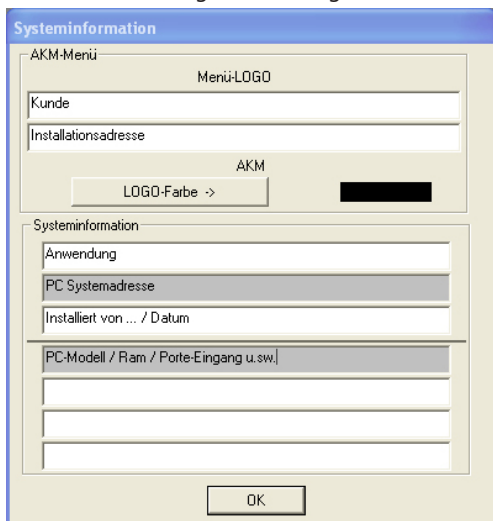 Systeminformation
AKM-Menü
Menü-LOGO
Kunde
Installationsadresse
AKM
LOGO-Farbe ->
Systeminformation
Anwendung
PC Systemadresse
Installiert von ... / Datum
PC-Modell / Ram / Porte-Eingang u.sw.
OK